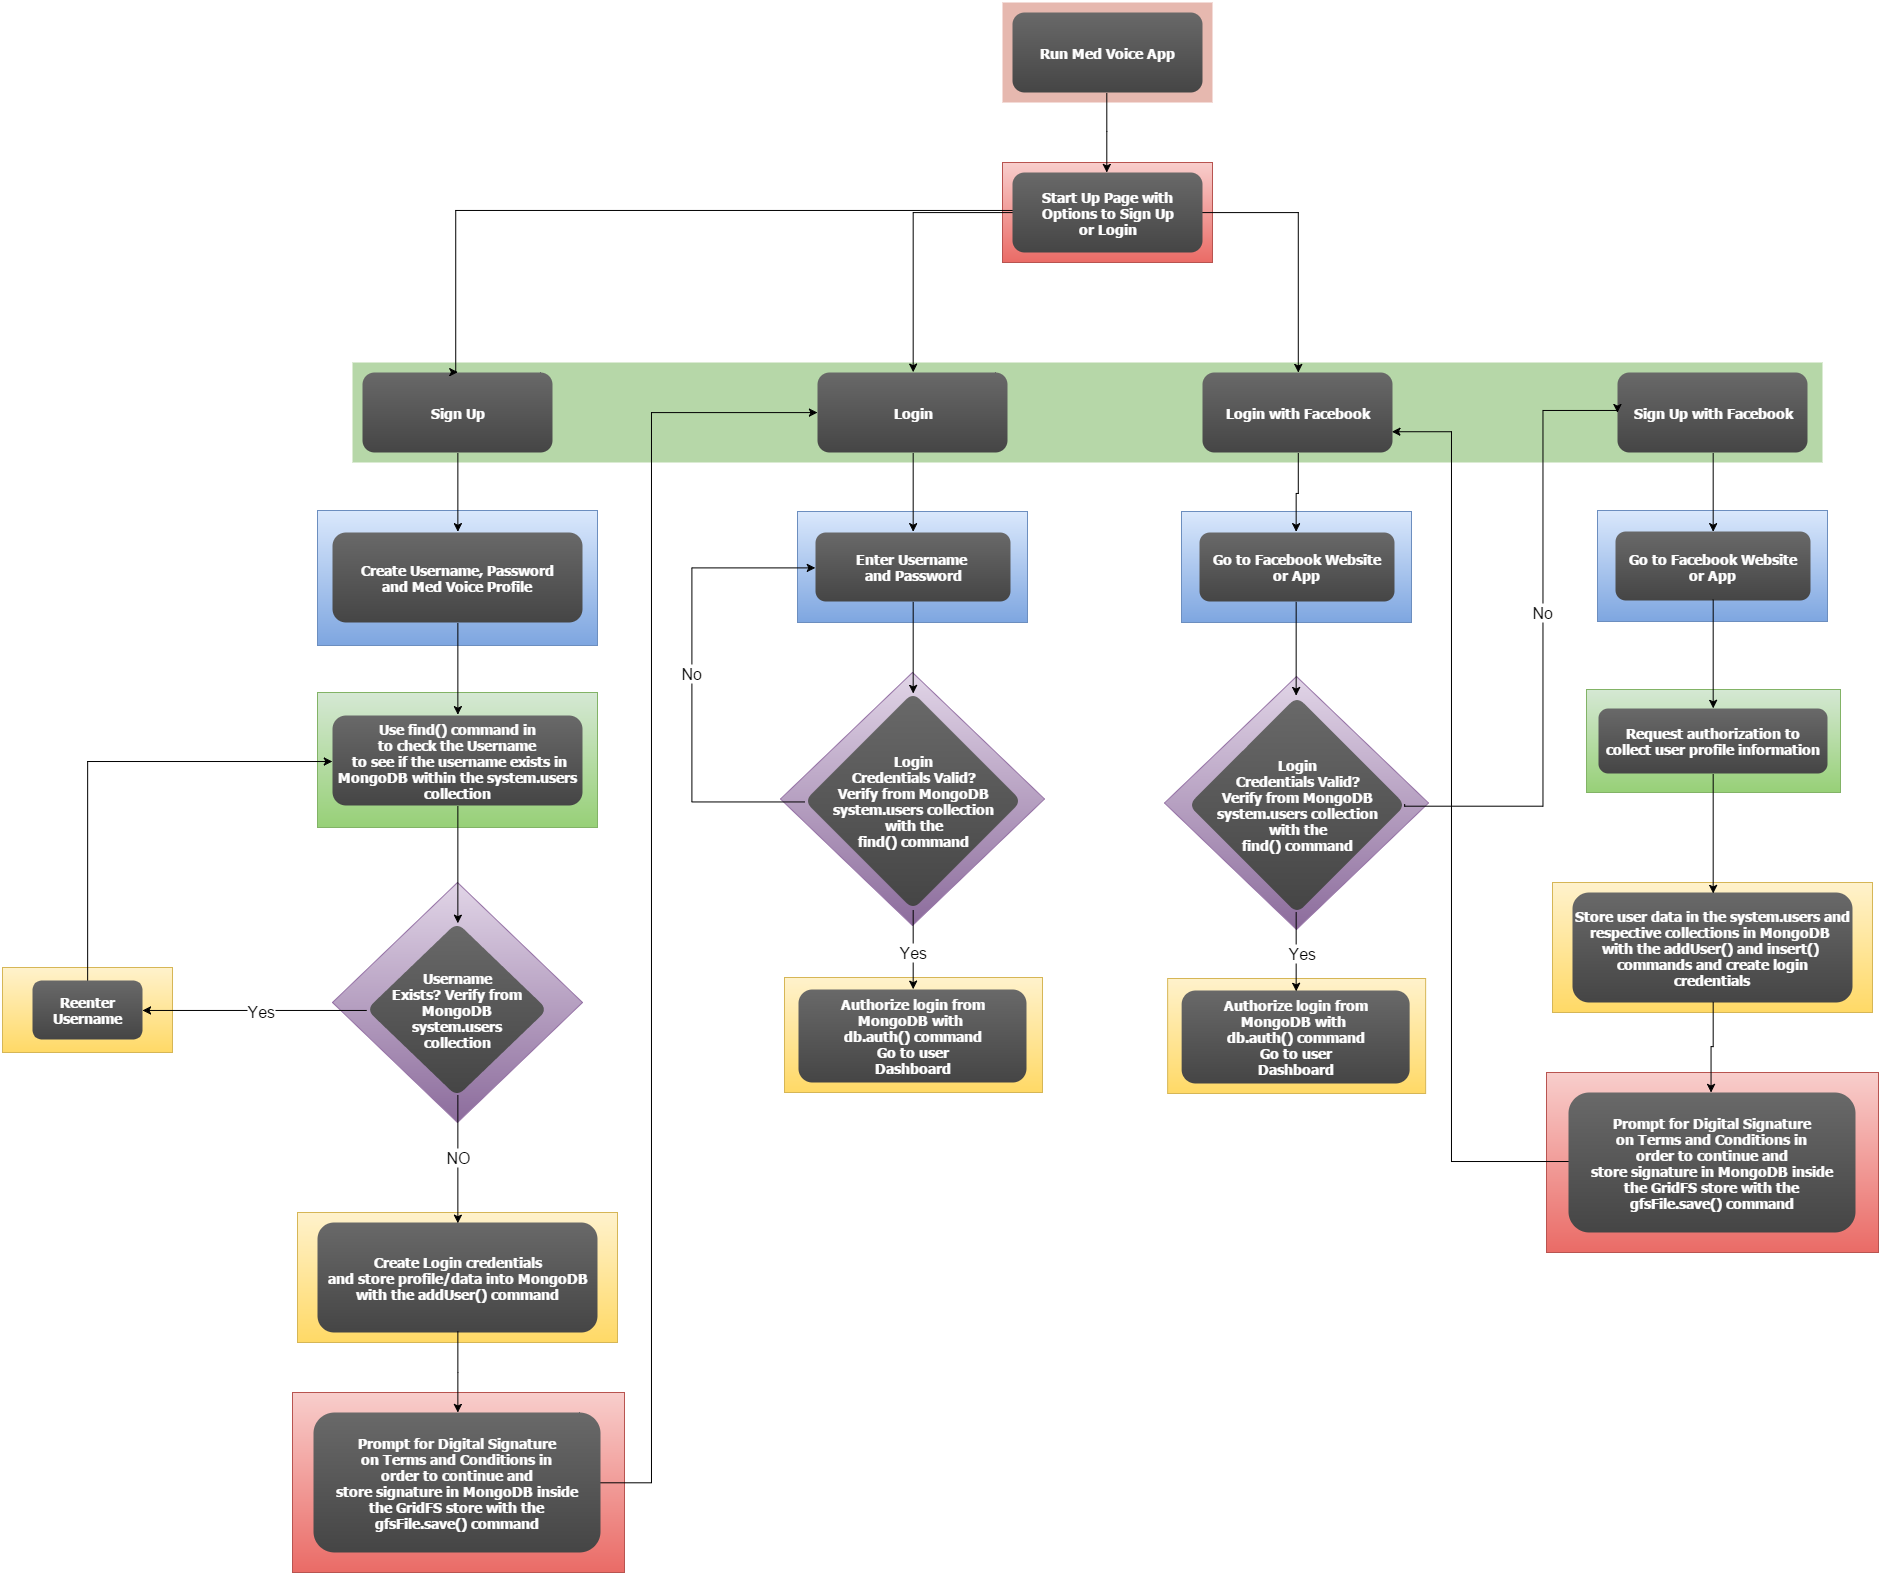 Run Med Voice App
Start Up Page with
Options to Sign Up
or Login
Sign Up
Login
Login with Facebook
Sign Up with Facebook
Create Username, Password
and Med Voice Profile
Enter Username
and Password
Go to Facebook Website
or App
Go to Facebook Website
or App
No
No
Use find() command in
to check the Username
to see if the username exists in
MongoDB within the system.users
collection
Login
Credentials Valid?
Verify from MongoDB
system.users collection
with the
find() command
Login
Credentials Valid?
Verify from MongoDB
system.users collection
with the
find() command
Request authorization to
collect user profile information
Reenter
Username
Yes
Username
Exists? Verify from
MongoDB
system.users
collection
Yes
Yes
Authorize login from
MongoDB with
db.auth() command
Go to user
Dashboard
Authorize login from
MongoDB with
db.auth() command
Go to user
Dashboard
Store user data in the system.users and
respective collections in MongoDB
with the addUser() and insert()
commands and create login
credentials
NO
Prompt for Digital Signature
on Terms and Conditions in
order to continue and
store signature in MongoDB inside
the GridFS store with the
gfsFile.save() command
Create Login credentials
and store profile/data into MongoDB
with the addUser() command
Prompt for Digital Signature
on Terms and Conditions in
order to continue and
store signature in MongoDB inside
the GridFS store with the
gfsFile.save() command